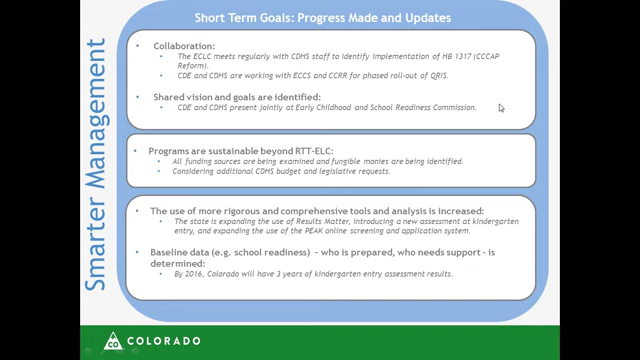 Short Term Goals: Progress Made and Updates
Smarter Management
• Collaboration:
• The ECLC meets regularly with CDHS staff to identify implementation of HB 1317 (CCCAP
Reform).
• CDE and CDHS are working with ECCS and CCRR for phased roll-out of QRIS.
• Shared vision and goals are identified:
• CDE and CDHS present jointly at Early Childhood and School Readiness Commission.
• Programs are sustainable beyond RTT-ELC:
• All funding sources are being examined and fungible monies are being identified.
• Considering additional CDHS budget and legislative requests.
• The use of more rigorous and comprehensive tools and analysis is increased:
• The state is expanding the use of Results Matter, introducing a new assessment at kindergarten
entry, and expanding the use of the PEAK online screening and application system.
• Baseline data (e.g. school readiness) – who is prepared, who needs support – is
determined:
• By 2016, Colorado will have 3 years of kindergarten entry assessment results.
CO
COLORADO